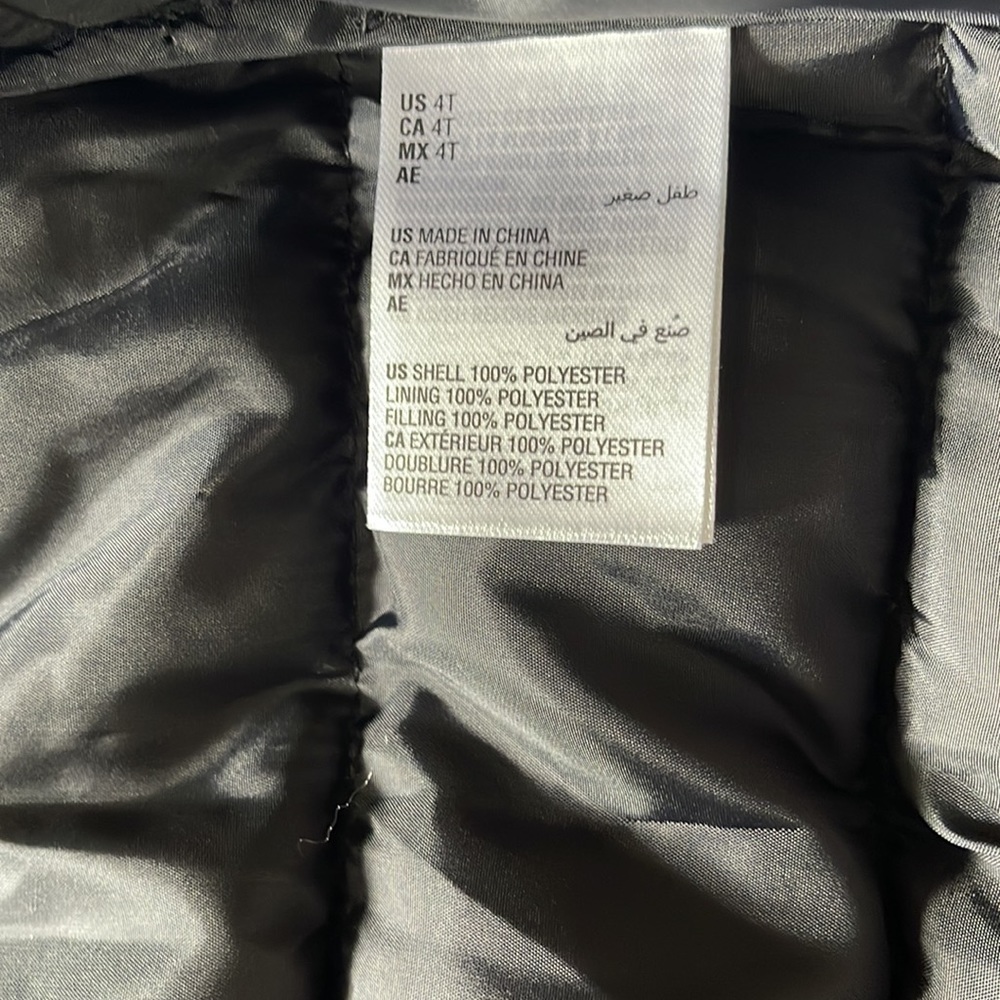 US 4T
CA 4T
MX 4T
AE
طفل صغير
US MADE IN CHINA
CA FABRIQUÉ EN CHINE
MX HECHO EN CHINA
AE
صُنع في الصين
US SHELL 100% POLYESTER
LINING 100% POLYESTER
FILLING 100% POLYESTER
CA EXTÉRIEUR 100% POLYESTER
DOUBLURE 100% POLYESTER
BOURRE 100% POLYESTER